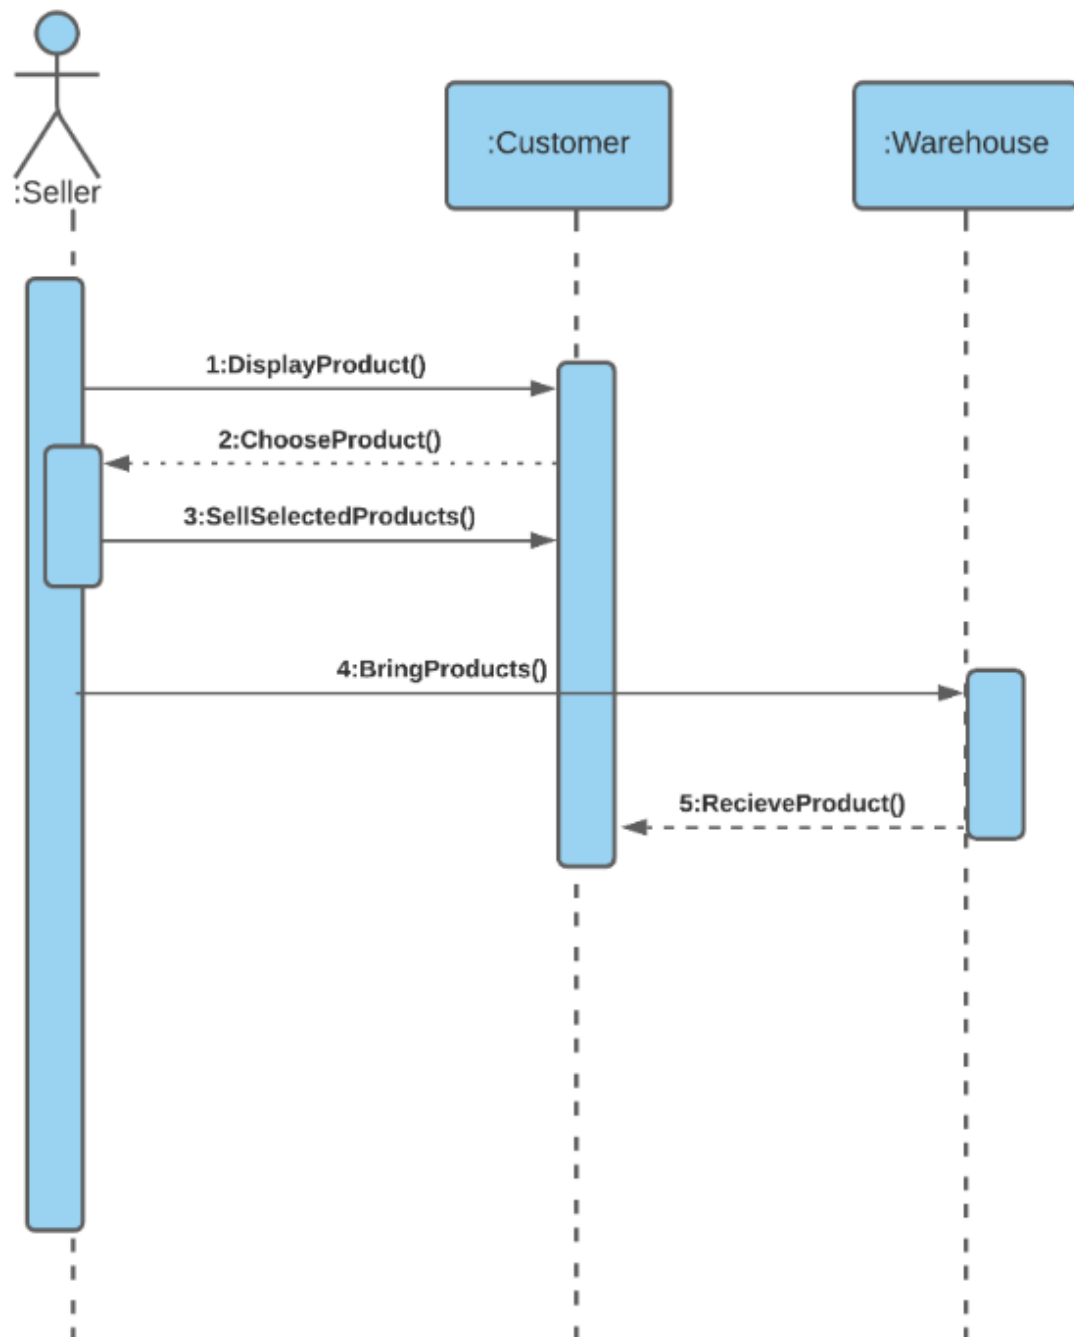 :Seller
:Customer
:Warehouse
1:DisplayProduct()
2:ChooseProduct()
3:SellSelectedProducts()
4:BringProducts()
5:RecieveProduct()